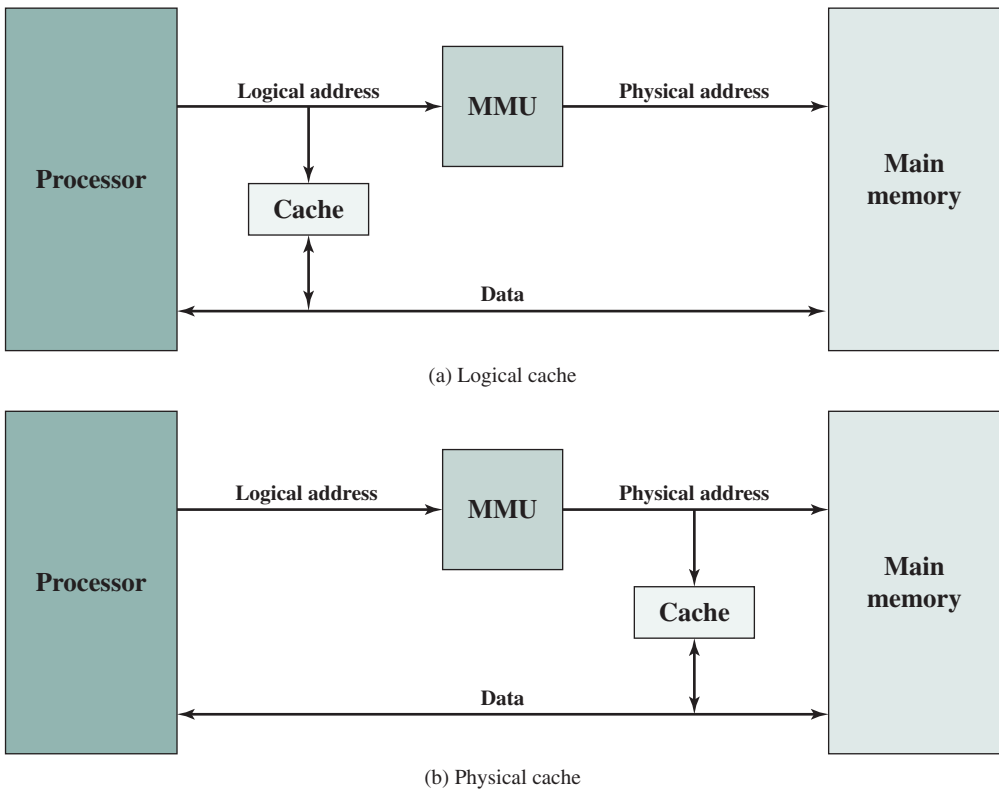 Logical address
Physical address
MMU
Processor
Main
memory
Cache
Data
(a) Logical cache
Logical address
Physical address
MMU
Processor
Main
memory
Cache
Data
(b) Physical cache